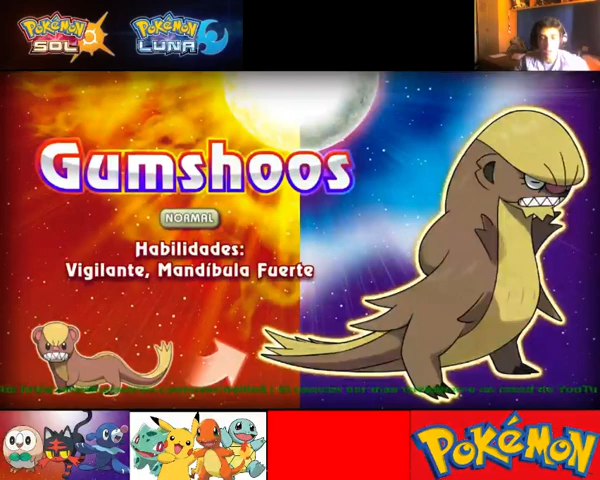 POKéMON SOL
POKéMON LUNA
Gumshoos
NORMAL
Habilidades:
Vigilante, Mandíbula Fuerte
POKéMON